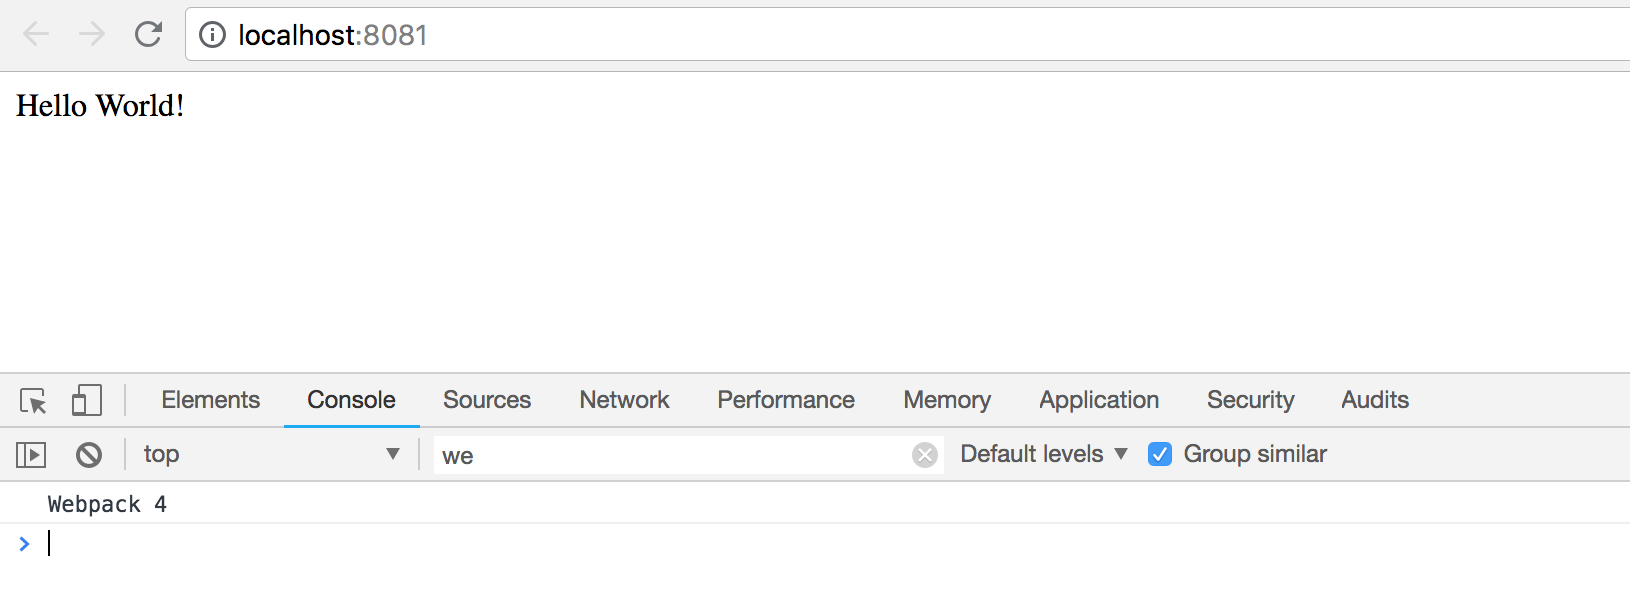 localhost:8081
Hello World!
Elements Console Sources Network Performance Memory Application Security Audits
top we Default levels Group similar
Webpack 4